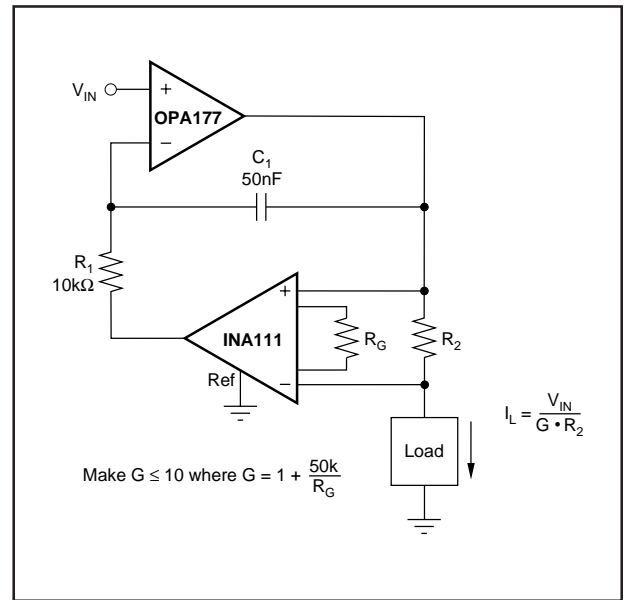 V_IN
+
OPA177
−
C_1
50nF
R_1
10kΩ
+
INA111
R_G
R_2
Ref
−
Load
I_L = V_IN / G • R_2
Make G ≤ 10 where G = 1 + 50k / R_G